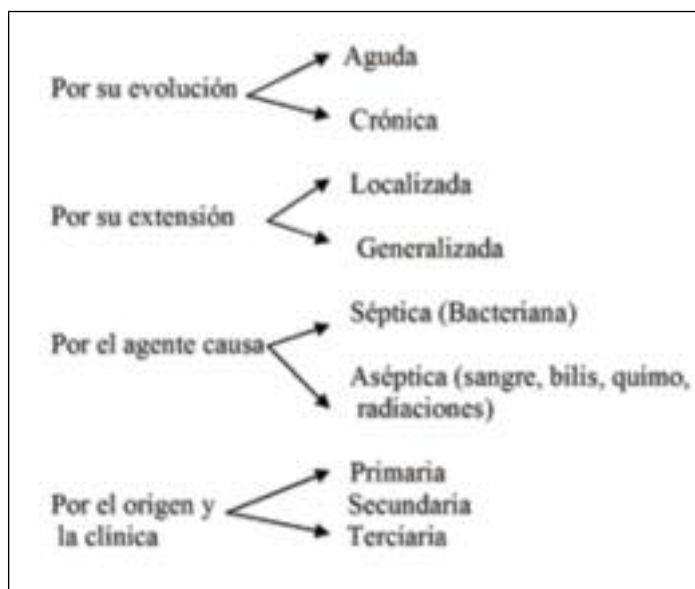 Por su evolución
Aguda
Crónica
Por su extensión
Localizada
Generalizada
Por el agente causa
Séptica (Bacteriana)
Aséptica (sangre, bilis, quimo,
radiaciones)
Por el origen y
la clínica
Primaria
Secundaria
Terciaria